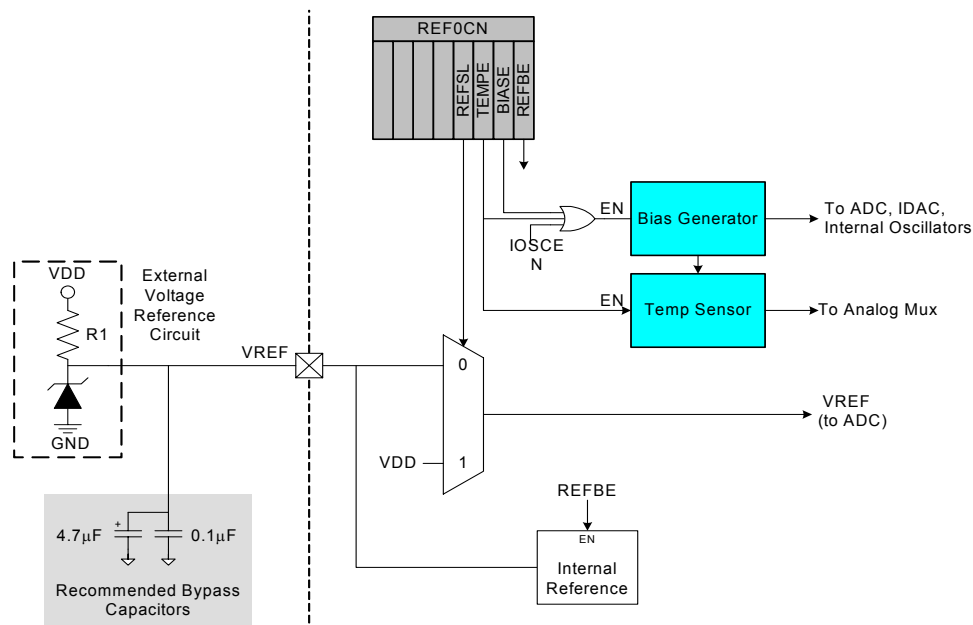 REF0CN
REFSL
TEMPE
BIASE
REFBE
EN
Bias Generator
To ADC, IDAC,
Internal Oscillators
IOSCE
N
EN
Temp Sensor
To Analog Mux
VDD
R1
GND
External
Voltage
Reference
Circuit
VREF
0
1
VDD
VREF
(to ADC)
REFBE
EN
Internal
Reference
4.7µF
+
0.1µF
Recommended Bypass
Capacitors